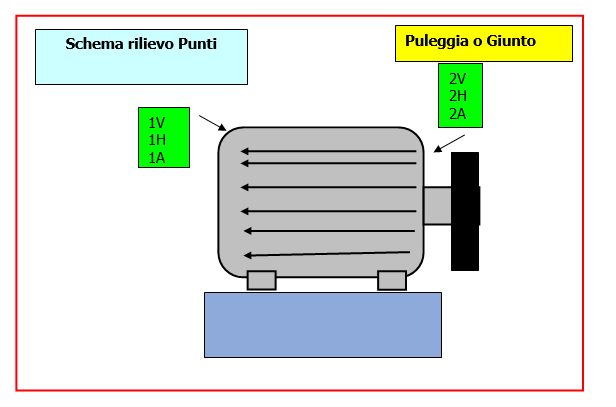 Schema rilievo Punti
Puleggia o Giunto
1V
1H
1A
2V
2H
2A